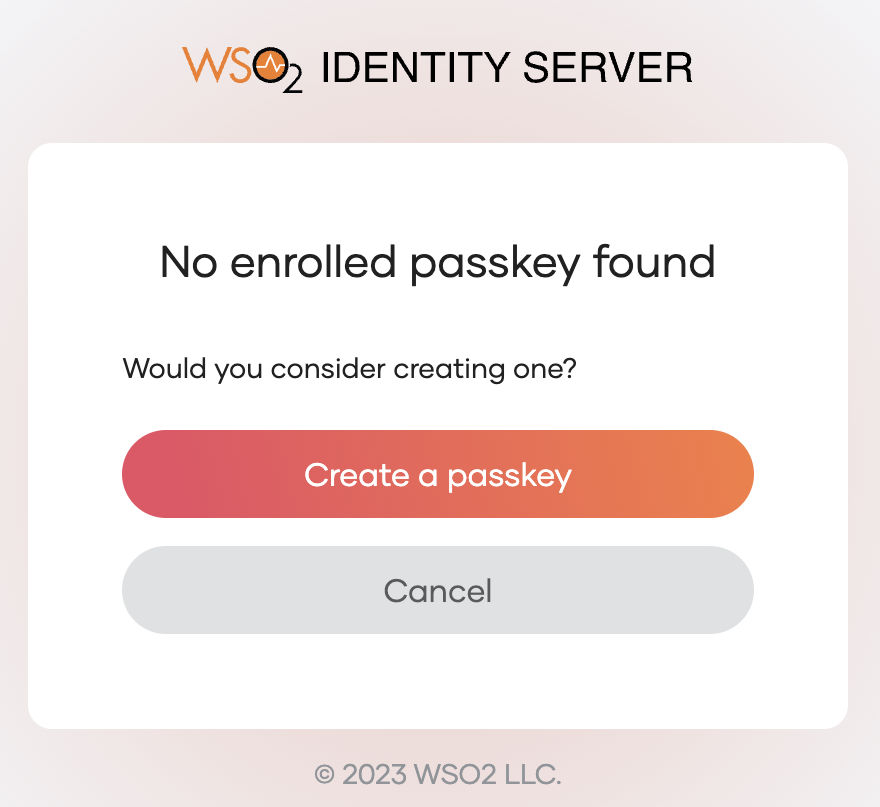 WSO2 IDENTITY SERVER
No enrolled passkey found
Would you consider creating one?
Create a passkey
Cancel
© 2023 WSO2 LLC.